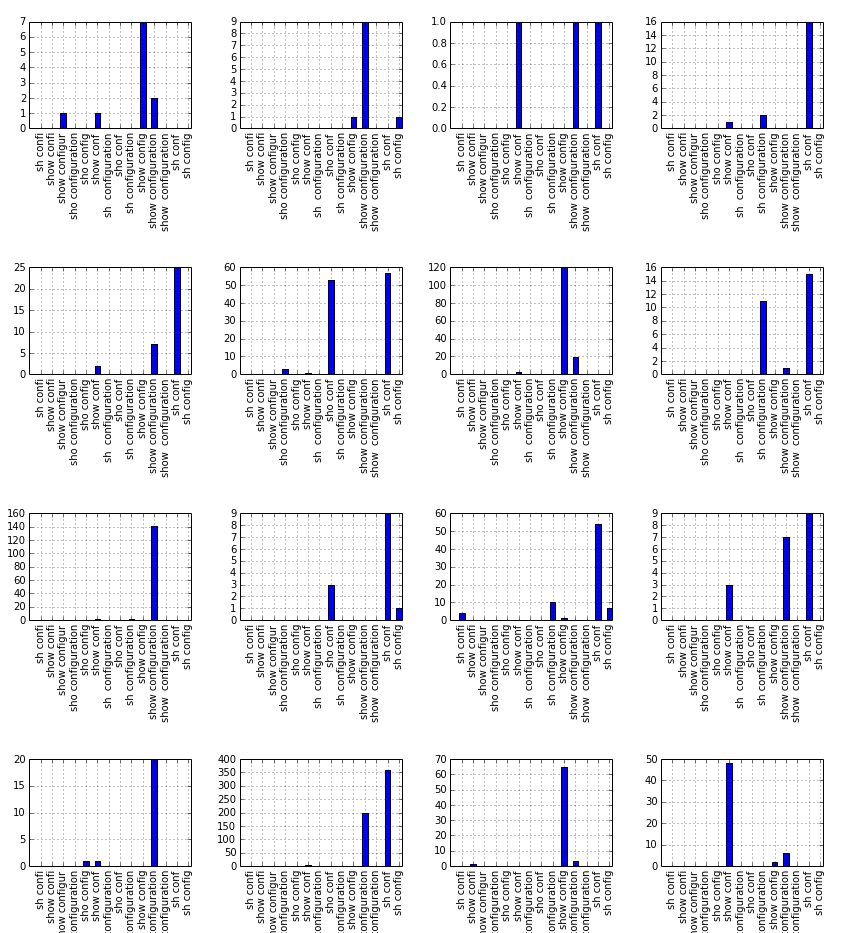 7
6
5
4
3
2
1
0
sh confi
show confi
show configur
sho configuration
sho config
show conf
sh  configuration
sho conf
sh configuration
show config
show configuration
show  configuration
sh conf
sh config
9
8
7
6
5
4
3
2
1
0
sh confi
show confi
show configur
sho configuration
sho config
show conf
sh  configuration
sho conf
sh configuration
show config
show configuration
show  configuration
sh conf
sh config
1.0
0.8
0.6
0.4
0.2
0.0
sh confi
show confi
show configur
sho configuration
sho config
show conf
sh  configuration
sho conf
sh configuration
show config
show configuration
show  configuration
sh conf
sh config
16
14
12
10
8
6
4
2
0
sh confi
show confi
show configur
sho configuration
sho config
show conf
sh  configuration
sho conf
sh configuration
show config
show configuration
show  configuration
sh conf
sh config
25
20
15
10
5
0
sh confi
show confi
show configur
sho configuration
sho config
show conf
sh  configuration
sho conf
sh configuration
show config
show configuration
show  configuration
sh conf
sh config
60
50
40
30
20
10
0
sh confi
show confi
show configur
sho configuration
sho config
show conf
sh  configuration
sho conf
sh configuration
show config
show configuration
show  configuration
sh conf
sh config
120
100
80
60
40
20
0
sh confi
show confi
show configur
sho configuration
sho config
show conf
sh  configuration
sho conf
sh configuration
show config
show configuration
show  configuration
sh conf
sh config
16
14
12
10
8
6
4
2
0
sh confi
show confi
show configur
sho configuration
sho config
show conf
sh  configuration
sho conf
sh configuration
show config
show configuration
show  configuration
sh conf
sh config
160
140
120
100
80
60
40
20
0
sh confi
show confi
show configur
sho configuration
sho config
show conf
sh  configuration
sho conf
sh configuration
show config
show configuration
show  configuration
sh conf
sh config
9
8
7
6
5
4
3
2
1
0
sh confi
show confi
show configur
sho configuration
sho config
show conf
sh  configuration
sho conf
sh configuration
show config
show configuration
show  configuration
sh conf
sh config
60
50
40
30
20
10
0
sh confi
show confi
show configur
sho configuration
sho config
show conf
sh  configuration
sho conf
sh configuration
show config
show configuration
show  configuration
sh conf
sh config
9
8
7
6
5
4
3
2
1
0
sh confi
show confi
show configur
sho configuration
sho config
show conf
sh  configuration
sho conf
sh configuration
show config
show configuration
show  configuration
sh conf
sh config
20
15
10
5
0
sh confi
show confi
ow configur
onfiguration
sho config
show conf
onfiguration
sho conf
onfiguration
show config
onfiguration
onfiguration
sh conf
sh config
400
350
300
250
200
150
100
50
0
sh confi
show confi
ow configur
onfiguration
sho config
show conf
onfiguration
sho conf
onfiguration
show config
onfiguration
onfiguration
sh conf
sh config
70
60
50
40
30
20
10
0
sh confi
show confi
ow configur
onfiguration
sho config
show conf
onfiguration
sho conf
onfiguration
show config
onfiguration
onfiguration
sh conf
sh config
50
40
30
20
10
0
sh confi
show confi
ow configur
onfiguration
sho config
show conf
onfiguration
sho conf
onfiguration
show config
onfiguration
onfiguration
sh conf
sh config